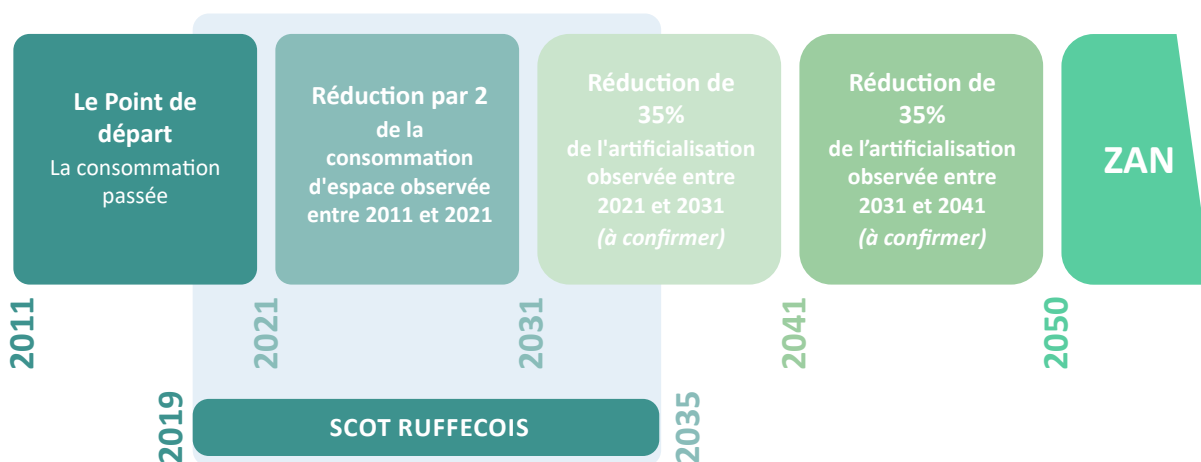 Le Point de
départ
La consommation
passée
Réduction par 2
de la
consommation
d'espace observée
entre 2011 et 2021
Réduction de
35%
de l'artificialisation
observée entre
2021 et 2031
(à confirmer)
Réduction de
35%
de l’artificialisation
observée entre
2031 et 2041
(à confirmer)
ZAN
2011
2021
2031
2041
2050
2019
SCOT RUFFECOIS
2035